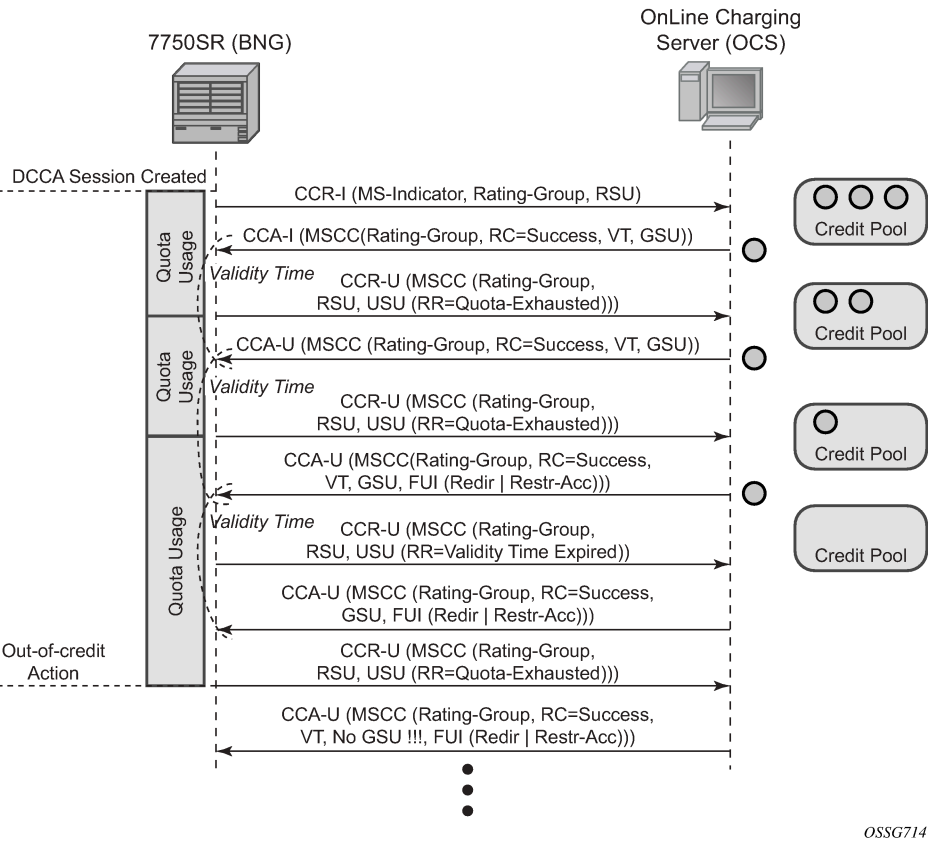 OnLine Charging
Server (OCS)
7750SR (BNG)
DCCA Session Created
CCR-I (MS-Indicator, Rating-Group, RSU)
Credit Pool
CCA-I (MSCC(Rating-Group, RC=Success, VT, GSU))
Quota
Usage
Validity Time
CCR-U (MSCC (Rating-Group,
RSU, USU (RR=Quota-Exhausted)))
Credit Pool
CCA-U (MSCC (Rating-Group, RC=Success, VT, GSU))
Quota
Usage
Validity Time
CCR-U (MSCC (Rating-Group,
RSU, USU (RR=Quota-Exhausted)))
Credit Pool
CCA-U (MSCC(Rating-Group, RC=Success,
VT, GSU, FUI (Redir | Restr-Acc)))
Validity Time
CCR-U (MSCC (Rating-Group,
RSU, USU (RR=Validity Time Expired))
Credit Pool
Quota Usage
CCA-U (MSCC (Rating-Group, RC=Success,
GSU, FUI (Redir | Restr-Acc)))
Out-of-credit
Action
CCR-U (MSCC (Rating-Group,
RSU, USU (RR=Quota-Exhausted)))
CCA-U (MSCC (Rating-Group, RC=Success,
VT, No GSU !!!, FUI (Redir | Restr-Acc)))
OSSG714